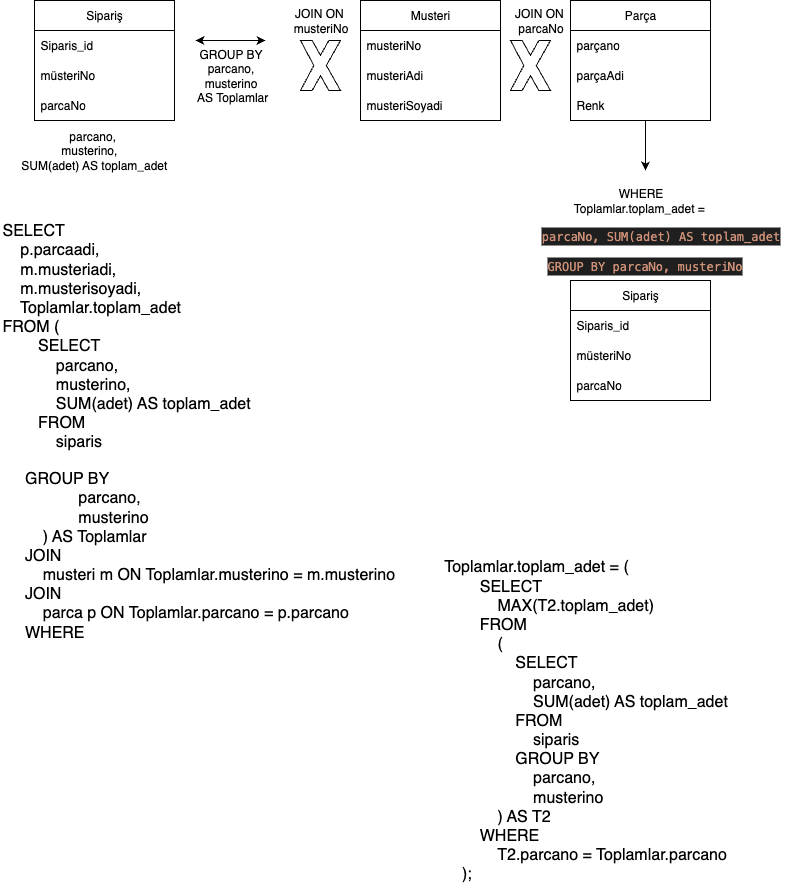 Sipariş
Siparis_id
müsteriNo
parcaNo
parcano,
musterino,
SUM(adet) AS toplam_adet
GROUP BY
parcano,
musterino
AS Toplamlar
JOIN ON
musteriNo
X
Musteri
musteriNo
musteriAdi
musteriSoyadi
JOIN ON
parcaNo
X
Parça
parçano
parçaAdi
Renk
WHERE
Toplamlar.toplam_adet =
parcaNo, SUM(adet) AS toplam_adet
GROUP BY parcaNo, musteriNo
Sipariş
Siparis_id
müsteriNo
parcaNo
SELECT
p.parcaadi,
m.musteriadi,
m.musterisoyadi,
Toplamlar.toplam_adet
FROM (
SELECT
parcano,
musterino,
SUM(adet) AS toplam_adet
FROM
siparis
GROUP BY
parcano,
musterino
) AS Toplamlar
JOIN
musteri m ON Toplamlar.musterino = m.musterino
JOIN
parca p ON Toplamlar.parcano = p.parcano
WHERE
Toplamlar.toplam_adet = (
SELECT
MAX(T2.toplam_adet)
FROM
(
SELECT
parcano,
SUM(adet) AS toplam_adet
FROM
siparis
GROUP BY
parcano,
musterino
) AS T2
WHERE
T2.parcano = Toplamlar.parcano
);